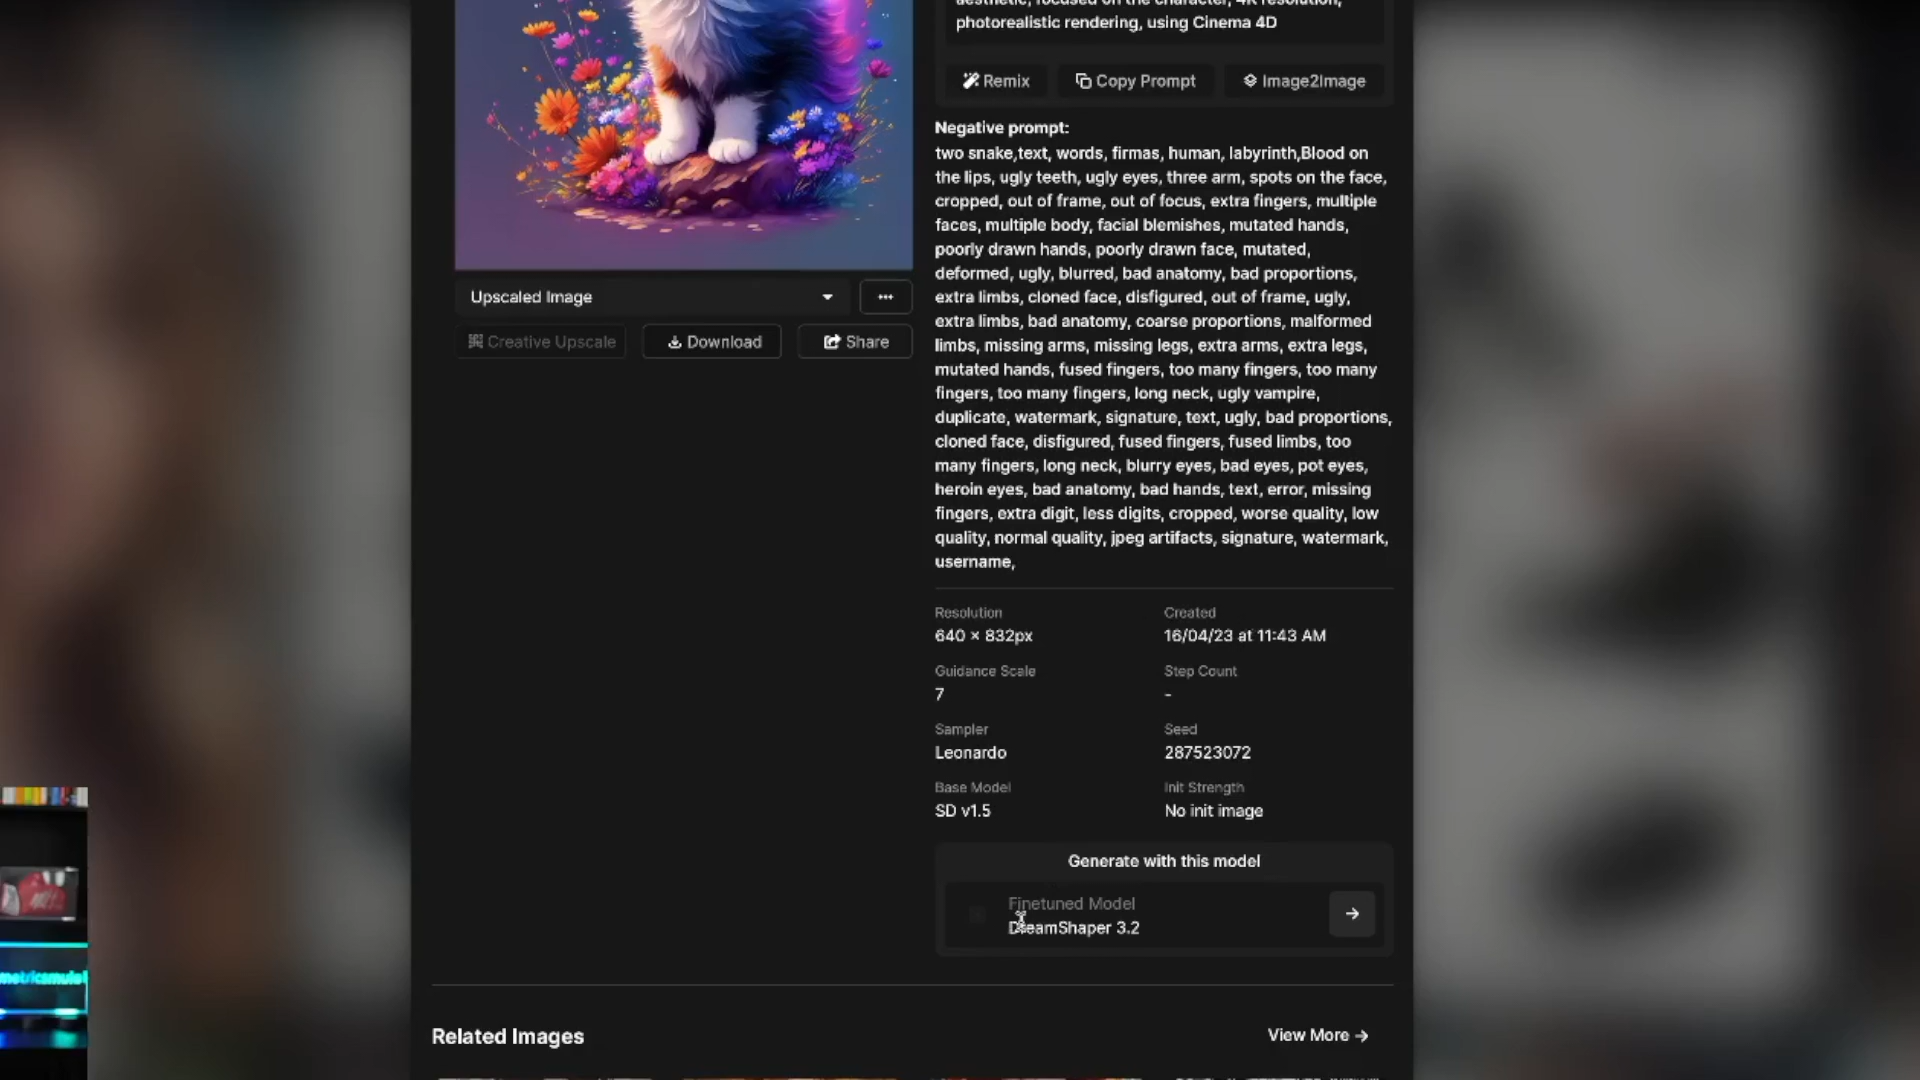 photorealistic rendering, using Cinema 4D
Remix
Copy Prompt
Image2Image
Negative prompt:
two snake,text, words, firmas, human, labyrinth,Blood on
the lips, ugly teeth, ugly eyes, three arm, spots on the face,
cropped, out of frame, out of focus, extra fingers, multiple
faces, multiple body, facial blemishes, mutated hands,
poorly drawn hands, poorly drawn face, mutated,
deformed, ugly, blurred, bad anatomy, bad proportions,
extra limbs, cloned face, disfigured, out of frame, ugly,
extra limbs, bad anatomy, coarse proportions, malformed
limbs, missing arms, missing legs, extra arms, extra legs,
mutated hands, fused fingers, too many fingers, too many
fingers, too many fingers, long neck, ugly vampire,
duplicate, watermark, signature, text, ugly, bad proportions,
cloned face, disfigured, fused fingers, fused limbs, too
many fingers, long neck, blurry eyes, bad eyes, pot eyes,
heroin eyes, bad anatomy, bad hands, text, error, missing
fingers, extra digit, less digits, cropped, worse quality, low
quality, normal quality, jpeg artifacts, signature, watermark,
username,
Upscaled Image
Creative Upscale
Download
Share
Resolution
640 × 832px
Created
16/04/23 at 11:43 AM
Guidance Scale
7
Step Count
-
Sampler
Leonardo
Seed
287523072
Base Model
SD v1.5
Init Strength
No init image
Generate with this model
Finetuned Model
DreamShaper 3.2
Related Images
View More